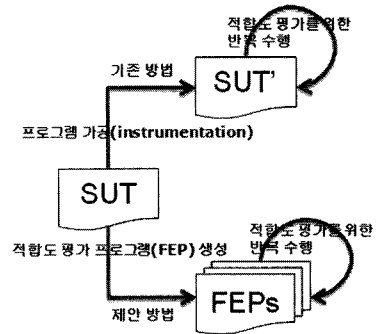 적합도 평가를 위한
반복 수행
기존 방법
SUT'
프로그램 가공(instrumentation)
SUT
적합도 평가 프로그램(FEP) 생성
적합도 평가를 위한
반복 수행
FEPs
제안 방법